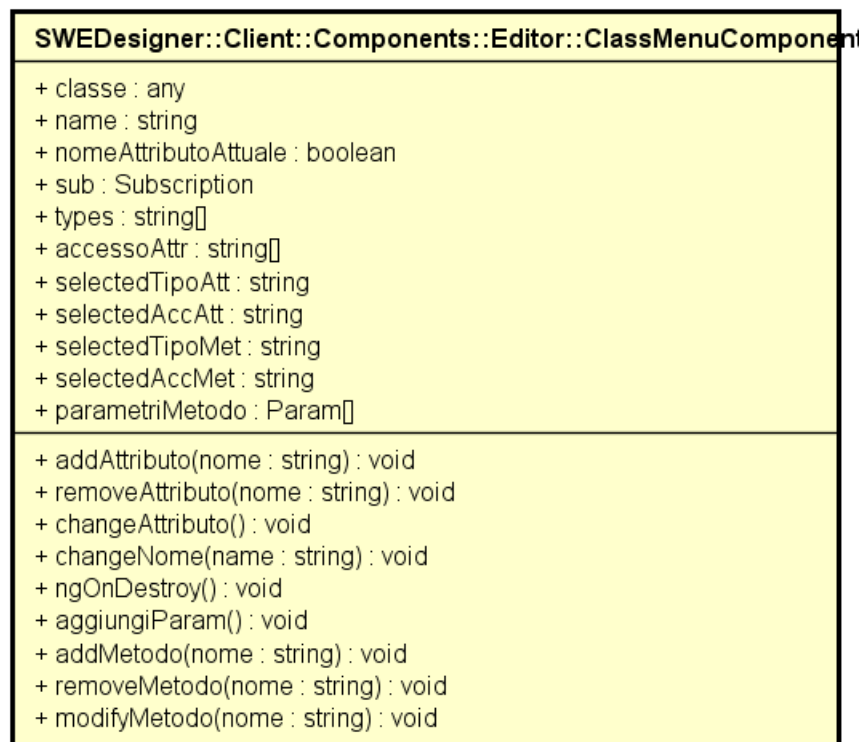 SWEDesigner::Client::Components::Editor::ClassMenuComponent
+ classe : any
+ name : string
+ nomeAttributoAttuale : boolean
+ sub : Subscription
+ types : string[]
+ accessoAttr : string[]
+ selectedTipoAtt : string
+ selectedAccAtt : string
+ selectedTipoMet : string
+ selectedAccMet : string
+ parametriMetodo : Param[]
+ addAttributo(nome : string) : void
+ removeAttributo(nome : string) : void
+ changeAttributo() : void
+ changeNome(name : string) : void
+ ngOnDestroy() : void
+ aggiungiParam() : void
+ addMetodo(nome : string) : void
+ removeMetodo(nome : string) : void
+ modifyMetodo(nome : string) : void